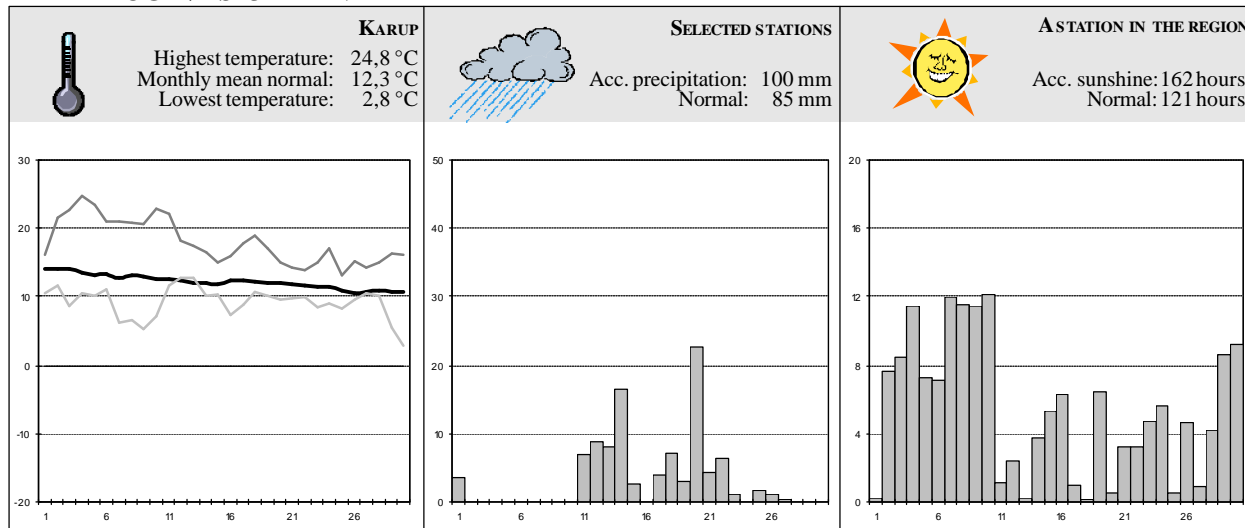 KARUP
Highest temperature: 24,8 °C
Monthly mean normal: 12,3 °C
Lowest temperature: 2,8 °C
SELECTED STATIONS
Acc. precipitation: 100 mm
Normal: 85 mm
A STATION IN THE REGION
Acc. sunshine: 162 hours
Normal: 121 hours
30
20
10
0
-10
-20
1 6 11 16 21 26
50
40
30
20
10
0
1 6 11 16 21 26
20
16
12
8
4
0
1 6 11 16 21 26